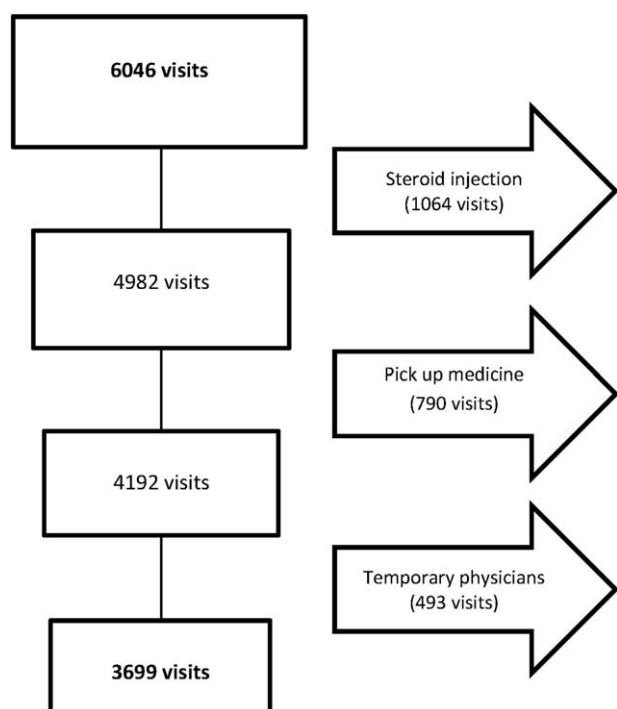 6046 visits
Steroid injection
(1064 visits)
4982 visits
Pick up medicine
(790 visits)
4192 visits
Temporary physicians
(493 visits)
3699 visits